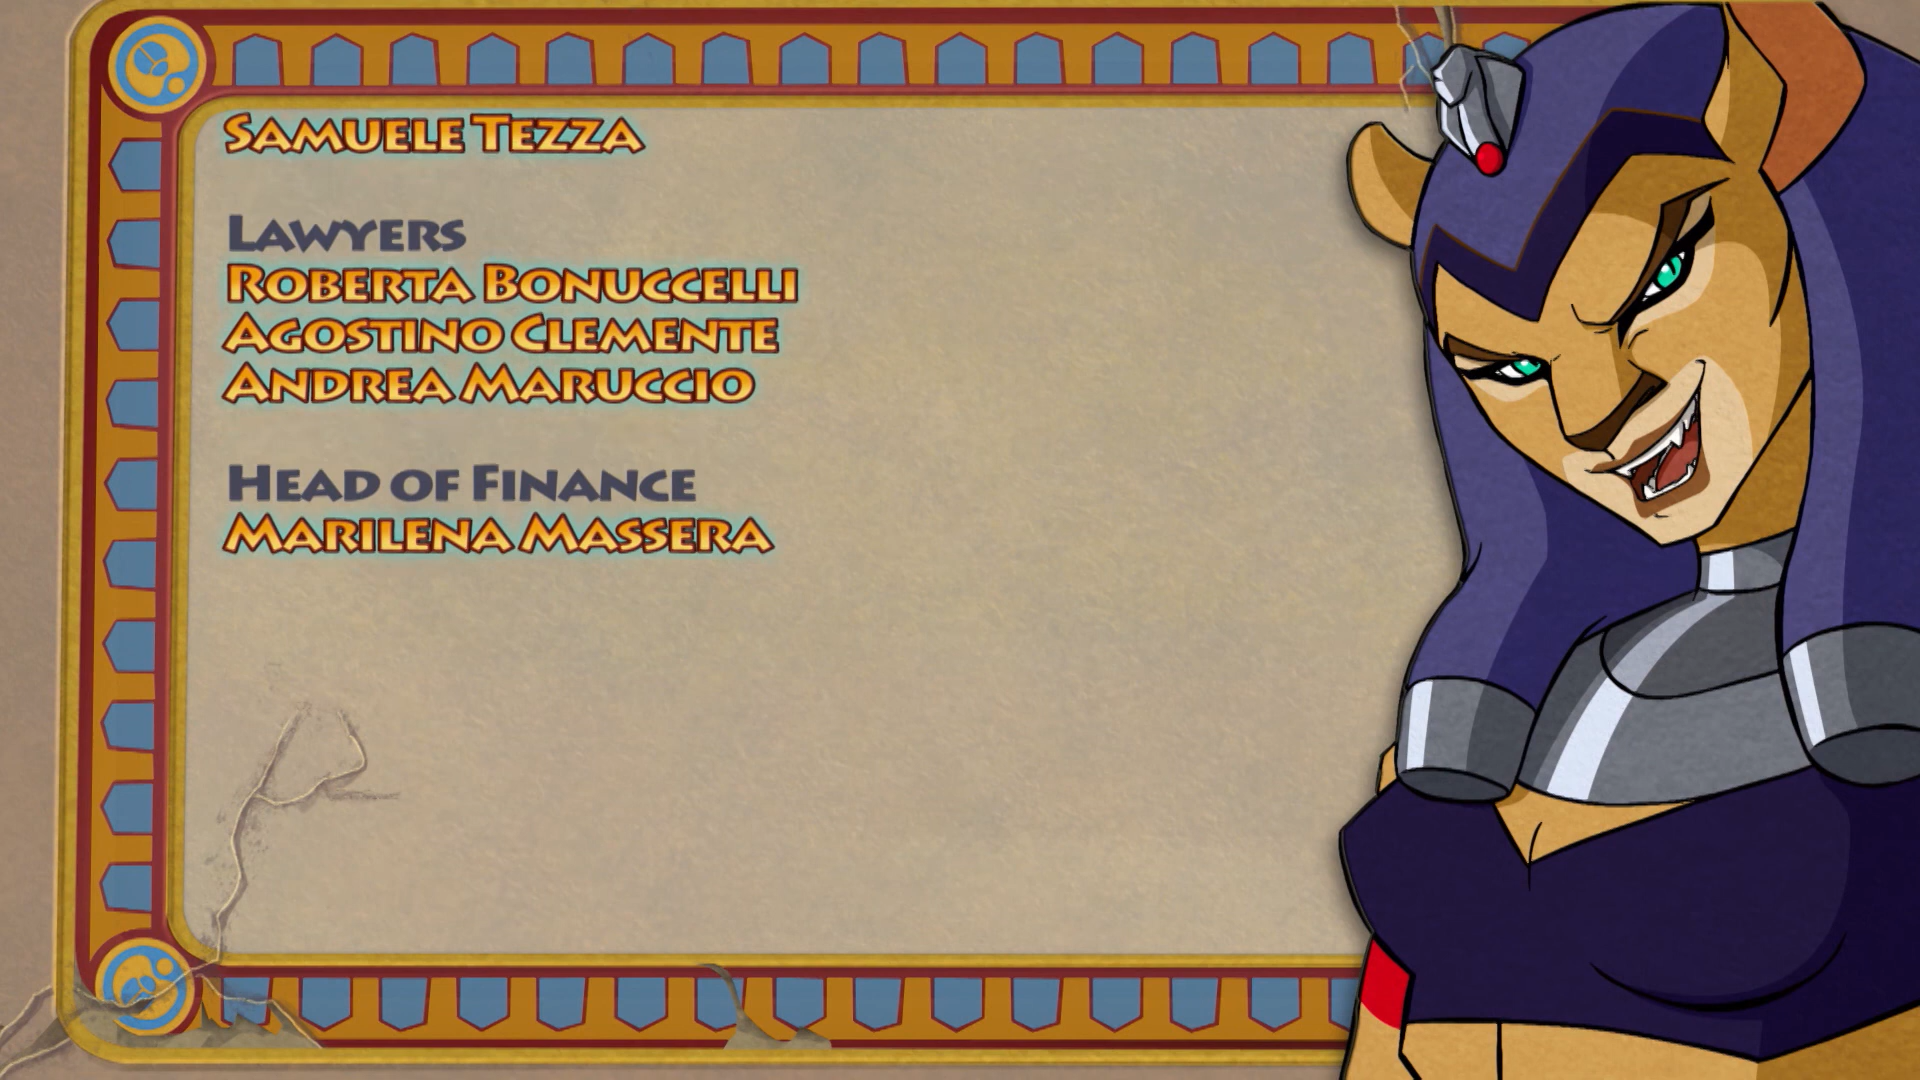 Samuele Tezza
Lawyers
Roberta Bonuccelli
Agostino Clemente
Andrea Maruccio
Head of Finance
Marilena Massera